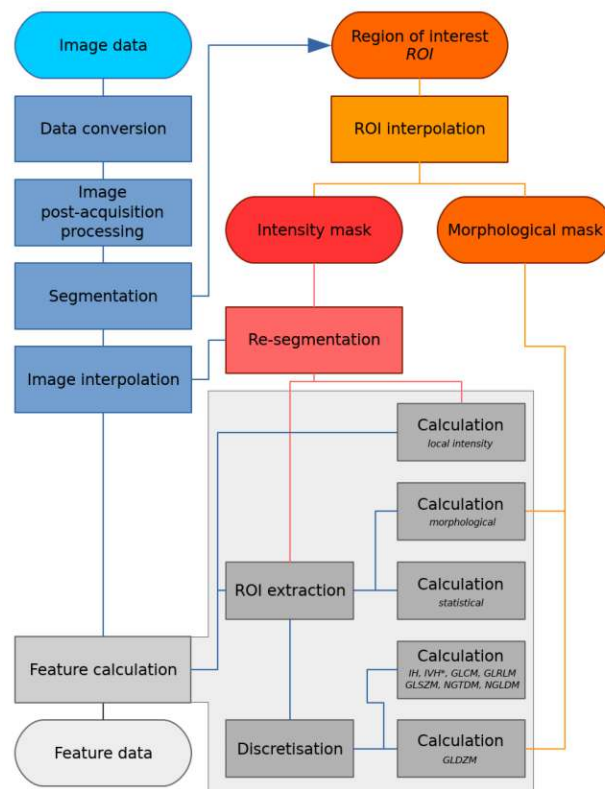 Image data
Region of interest
ROI
Data conversion
ROI interpolation
Image
post-acquisition
processing
Intensity mask
Morphological mask
Segmentation
Re-segmentation
Image interpolation
Calculation
local intensity
Calculation
morphological
ROI extraction
Calculation
statistical
Feature calculation
Calculation
IH, IVH*, GLCM, GLRLM
GLSZM, NGTDM, NGLDM
Feature data
Discretisation
Calculation
GLDZM